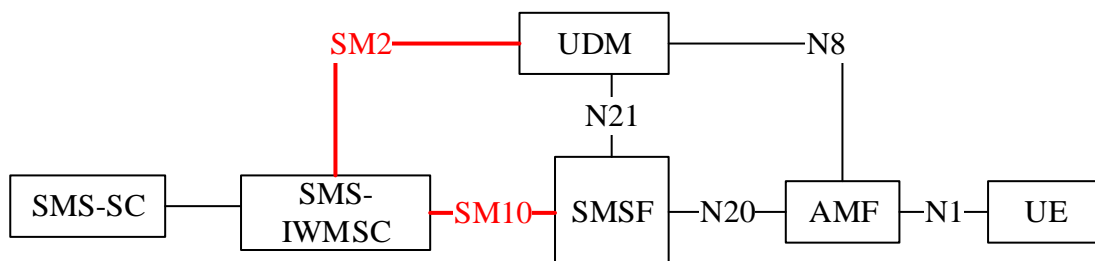 SM2
UDM
N8
N21
SMS-SC
SMS-
IWMSC
SM10
SMSF
N20
AMF
N1
UE